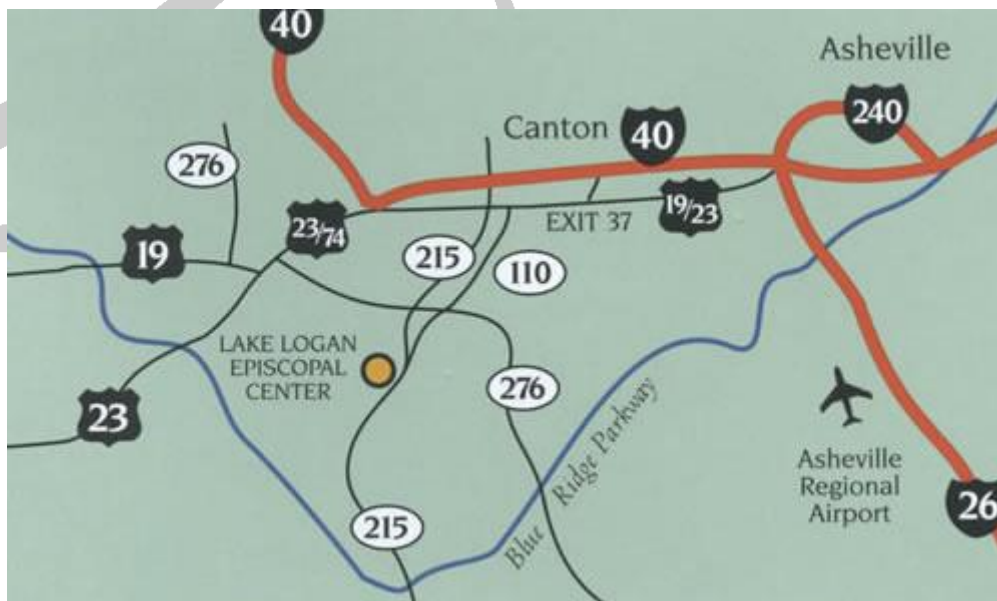 40
Asheville
240
Canton
40
276
23/74
19/23
EXIT 37
19
215
110
LAKE LOGAN
EPISCOPAL
CENTER
276
23
Blue Ridge Parkway
Asheville
Regional
Airport
26
215